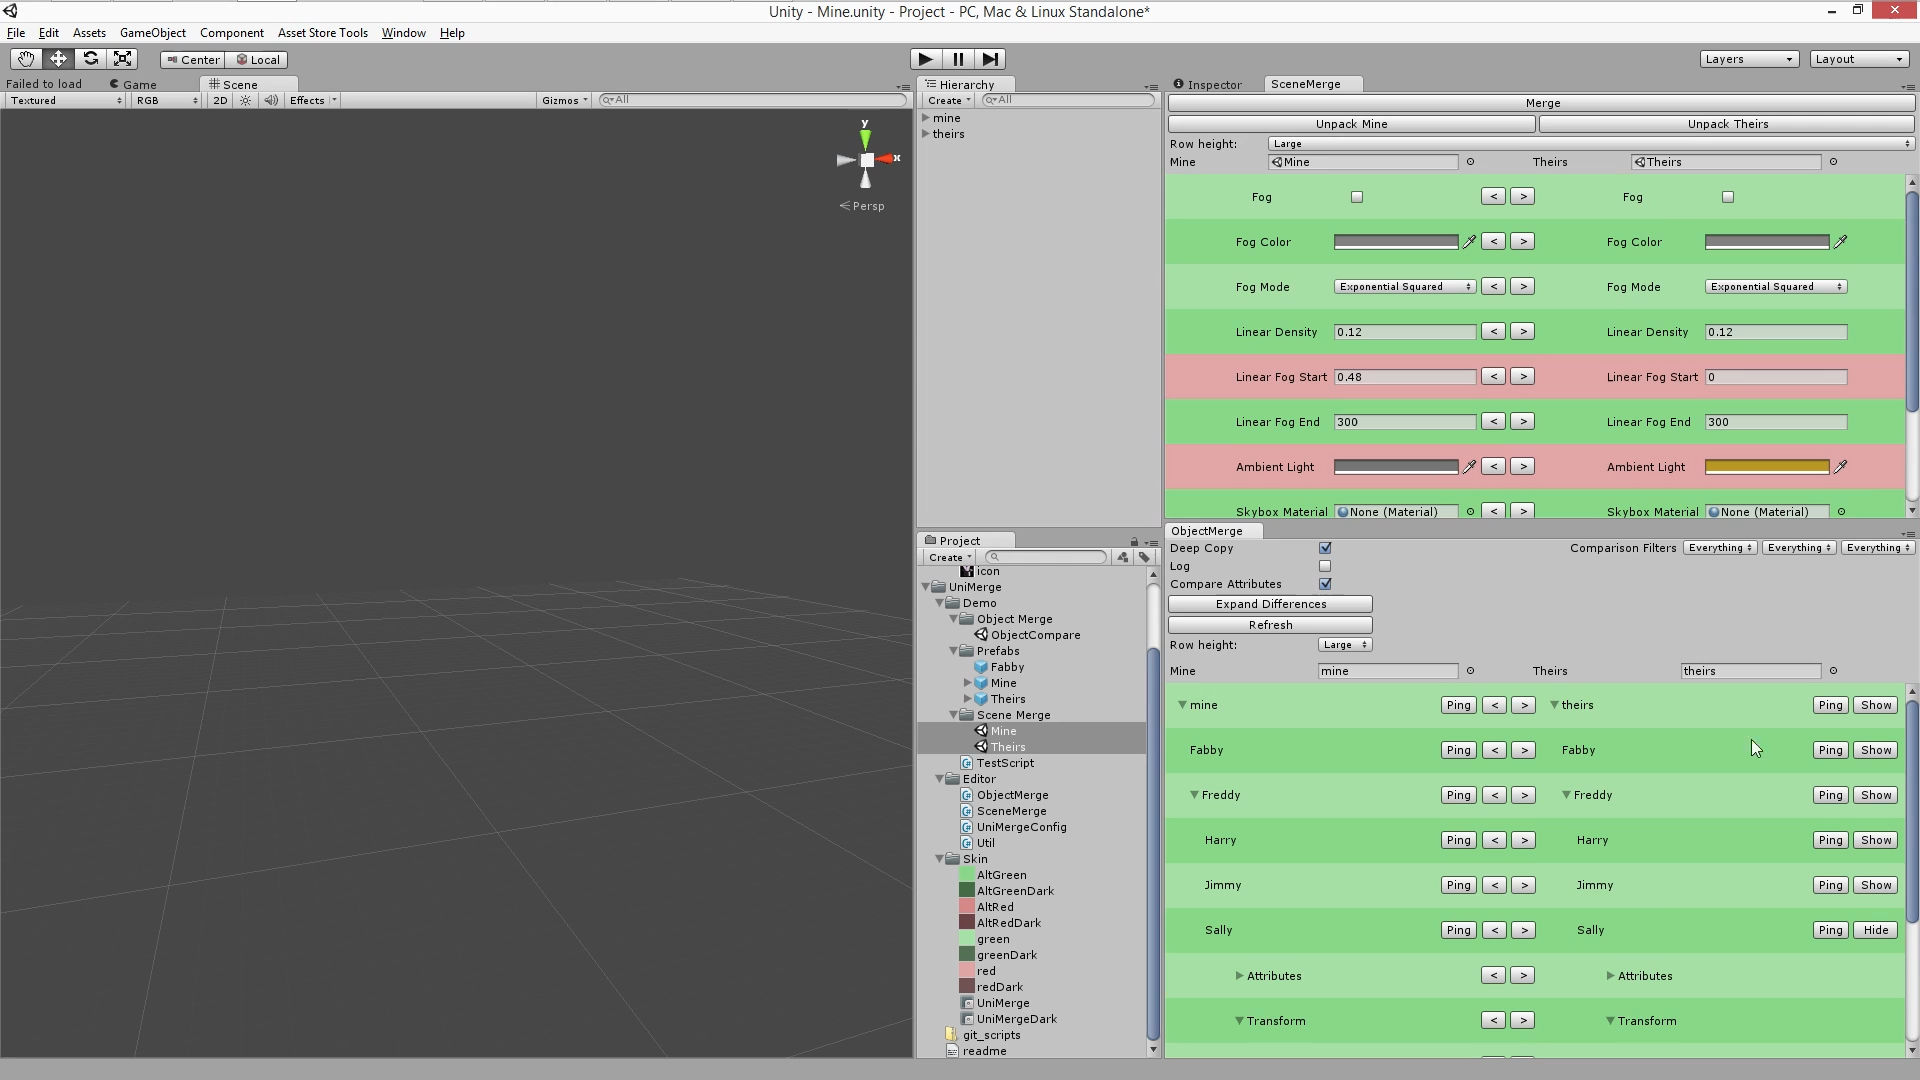 Unity - Mine.unity - Project - PC, Mac & Linux Standalone*
File Edit Assets GameObject Component Asset Store Tools Window Help
Center Local
Layers Layout
Failed to load Game Scene
Textured RGB 2D Effects Gizmos All
y
x
Persp
Hierarchy
Create All
mine
theirs
Project
Create
icon
UniMerge
Demo
Object Merge
ObjectCompare
Prefabs
Fabby
Mine
Theirs
Scene Merge
Mine
Theirs
TestScript
Editor
ObjectMerge
SceneMerge
UniMergeConfig
Util
Skin
AltGreen
AltGreenDark
AltRed
AltRedDark
green
greenDark
red
redDark
UniMerge
UniMergeDark
git_scripts
readme
Inspector SceneMerge
Merge
Unpack Mine Unpack Theirs
Row height: Large
Mine Mine Theirs Theirs
Fog < > Fog
Fog Color < > Fog Color
Fog Mode Exponential Squared < > Fog Mode Exponential Squared
Linear Density 0.12 < > Linear Density 0.12
Linear Fog Start 0.48 < > Linear Fog Start 0
Linear Fog End 300 < > Linear Fog End 300
Ambient Light < > Ambient Light
Skybox Material None (Material) < > Skybox Material None (Material)
ObjectMerge
Deep Copy Comparison Filters Everything Everything Everything
Log
Compare Attributes
Expand Differences
Refresh
Row height: Large
Mine mine Theirs theirs
mine Ping < > theirs Ping Show
Fabby Ping < > Fabby Ping Show
Freddy Ping < > Freddy Ping Show
Harry Ping < > Harry Ping Show
Jimmy Ping < > Jimmy Ping Show
Sally Ping < > Sally Ping Hide
Attributes < > Attributes
Transform < > Transform